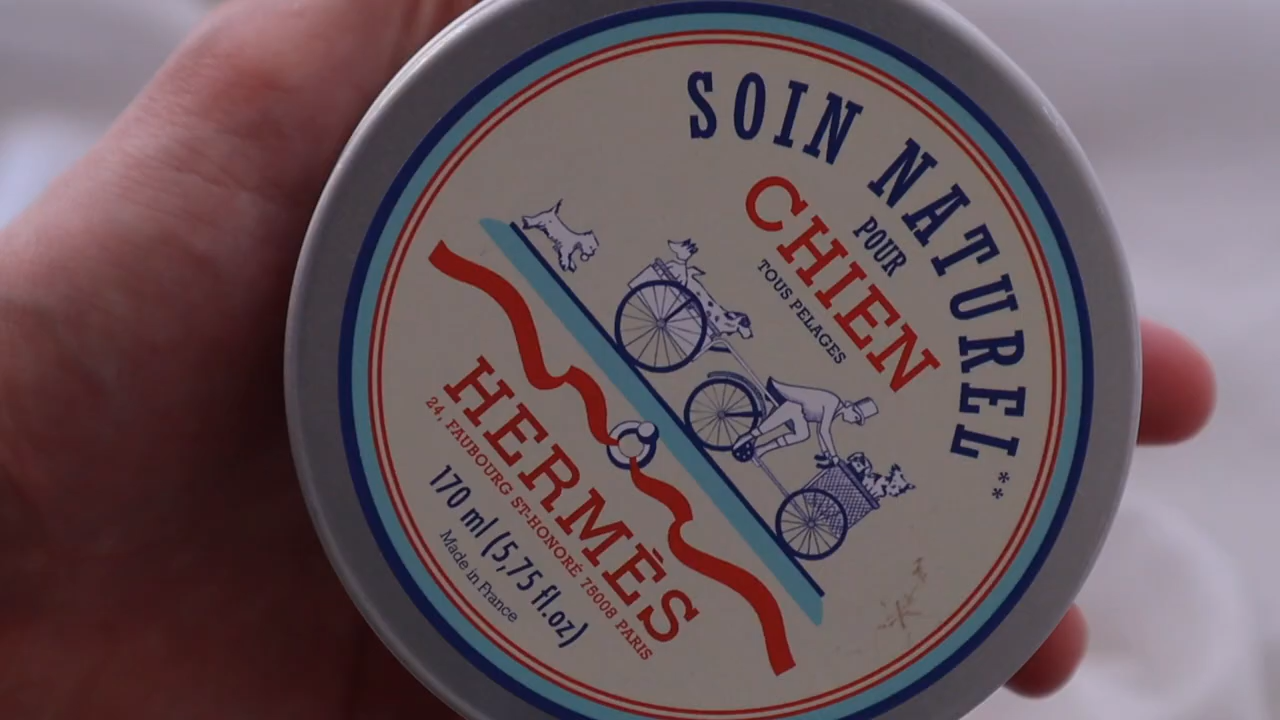 SOIN NATUREL**
POUR
CHIEN
TOUS PELAGES
HERMĒS
24, FAUBOURG ST-HONORÉ 75008 PARIS
170 ml (5,75 fl.oz)
Made in France